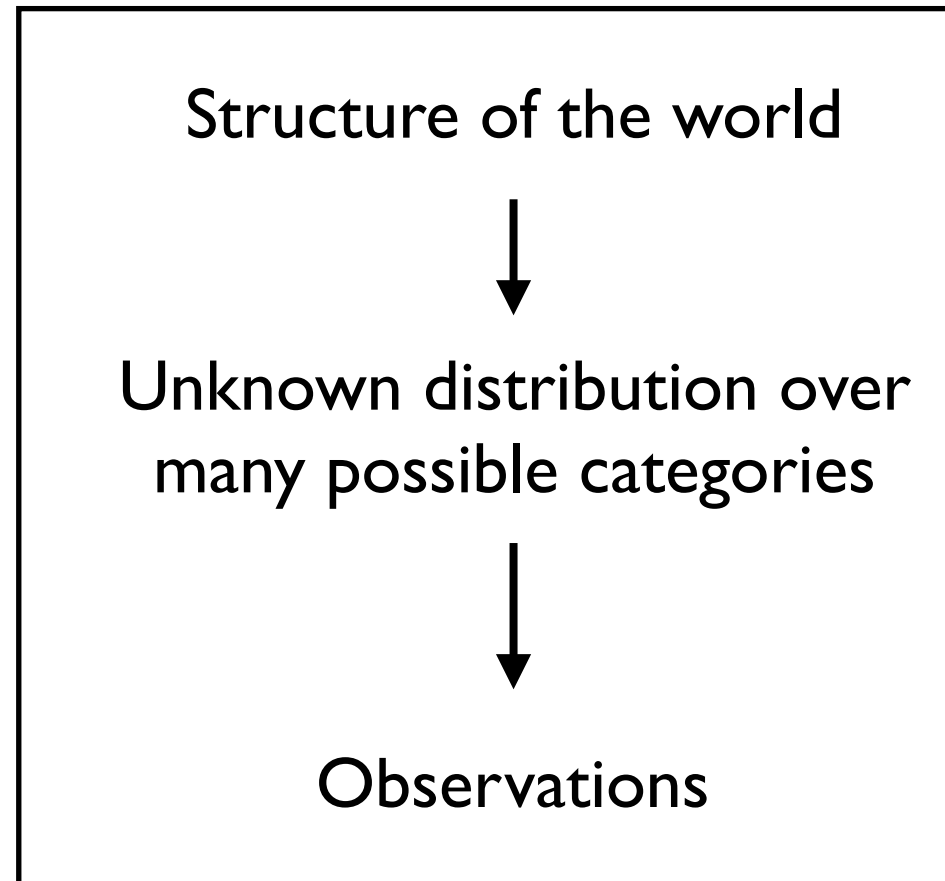 Structure of the world
Unknown distribution over
many possible categories
Observations